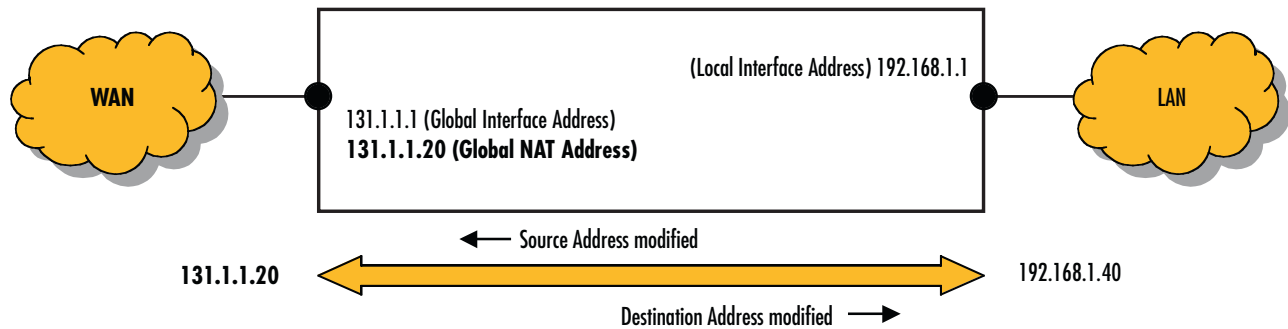 (Local Interface Address) 192.168.1.1
WAN
LAN
131.1.1.1 (Global Interface Address)
131.1.1.20 (Global NAT Address)
Source Address modified
131.1.1.20
192.168.1.40
Destination Address modified